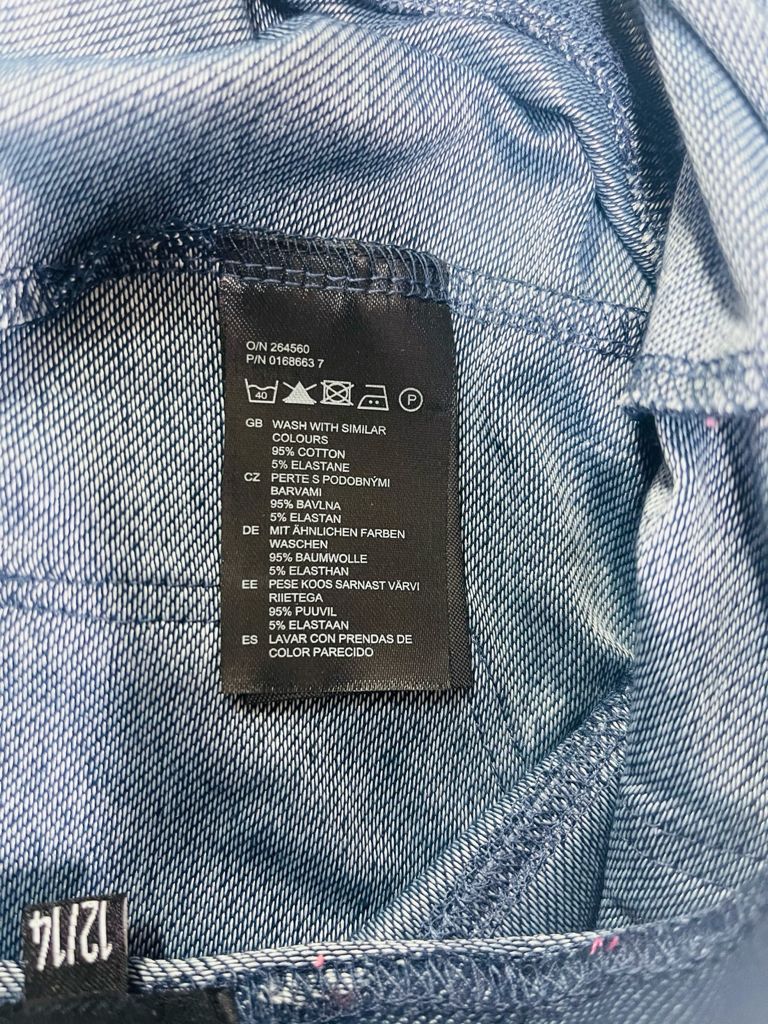 O/N 264560
P/N 0168663 7
40 P
GB WASH WITH SIMILAR
COLOURS
95% COTTON
5% ELASTANE
CZ PERTE S PODOBNÝMI
BARVAMI
95% BAVLNA
5% ELASTAN
DE MIT ÄHNLICHEN FARBEN
WASCHEN
95% BAUMWOLLE
5% ELASTHAN
EE PESE KOOS SARNAST VÄRVI
RIIETEGA
95% PUUVIL
5% ELASTAAN
ES LAVAR CON PRENDAS DE
COLOR PARECIDO
12/14